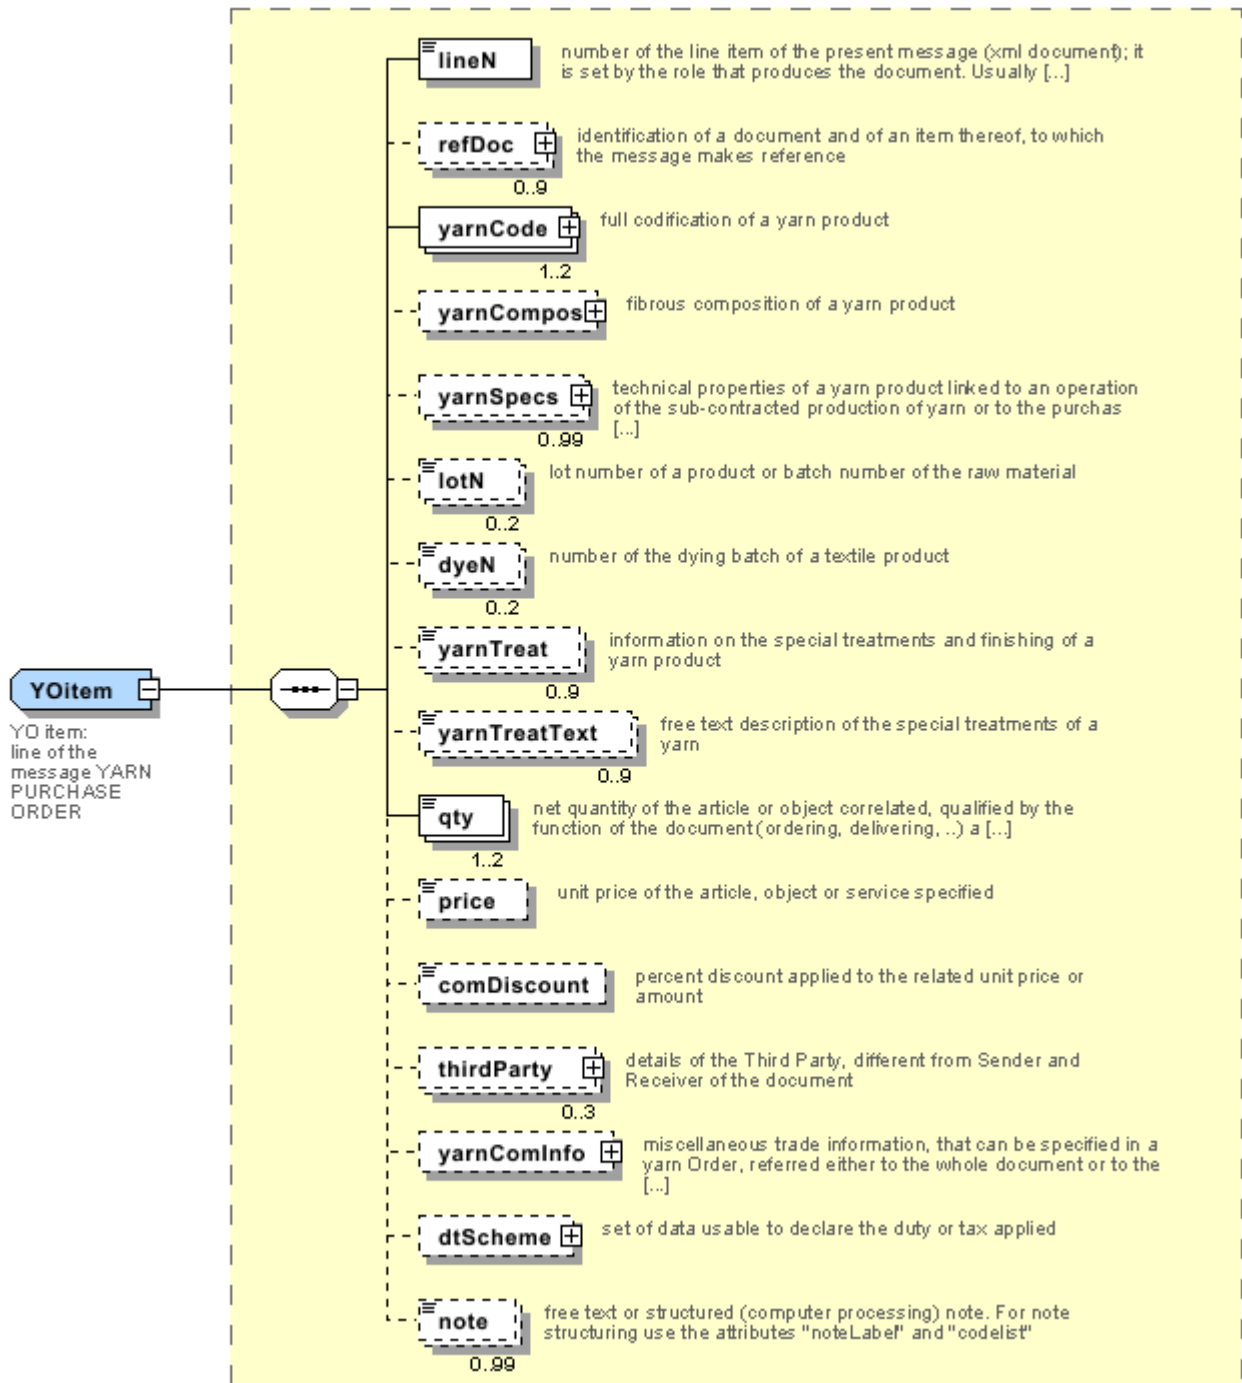 lineN
number of the line item of the present message (xml document); it
is set by the role that produces the document. Usually [...]
refDoc
identification of a document and of an item thereof, to which
the message makes reference
0..9
yarnCode
full codification of a yarn product
1..2
yarnCompos
fibrous composition of a yarn product
yarnSpecs
technical properties of a yarn product linked to an operation
of the sub-contracted production of yarn or to the purchas
[...]
0..99
lotN
lot number of a product or batch number of the raw material
0..2
dyeN
number of the dying batch of a textile product
0..2
yarnTreat
information on the special treatments and finishing of a
yarn product
0..9
YOitem
YO item:
line of the
message YARN
PURCHASE
ORDER
yarnTreatText
free text description of the special treatments of a
yarn
0..9
qty
net quantity of the article or object correlated, qualified by the
function of the document (ordering, delivering, ..) a [...]
1..2
price
unit price of the article, object or service specified
comDiscount
percent discount applied to the related unit price or
amount
thirdParty
details of the Third Party, different from Sender and
Receiver of the document
0..3
yarnComInfo
miscellaneous trade information, that can be specified in a
yarn Order, referred either to the whole document or to the
[...]
dtScheme
set of data usable to declare the duty or tax applied
note
free text or structured (computer processing) note. For note
structuring use the attributes "noteLabel" and "codelist"
0..99